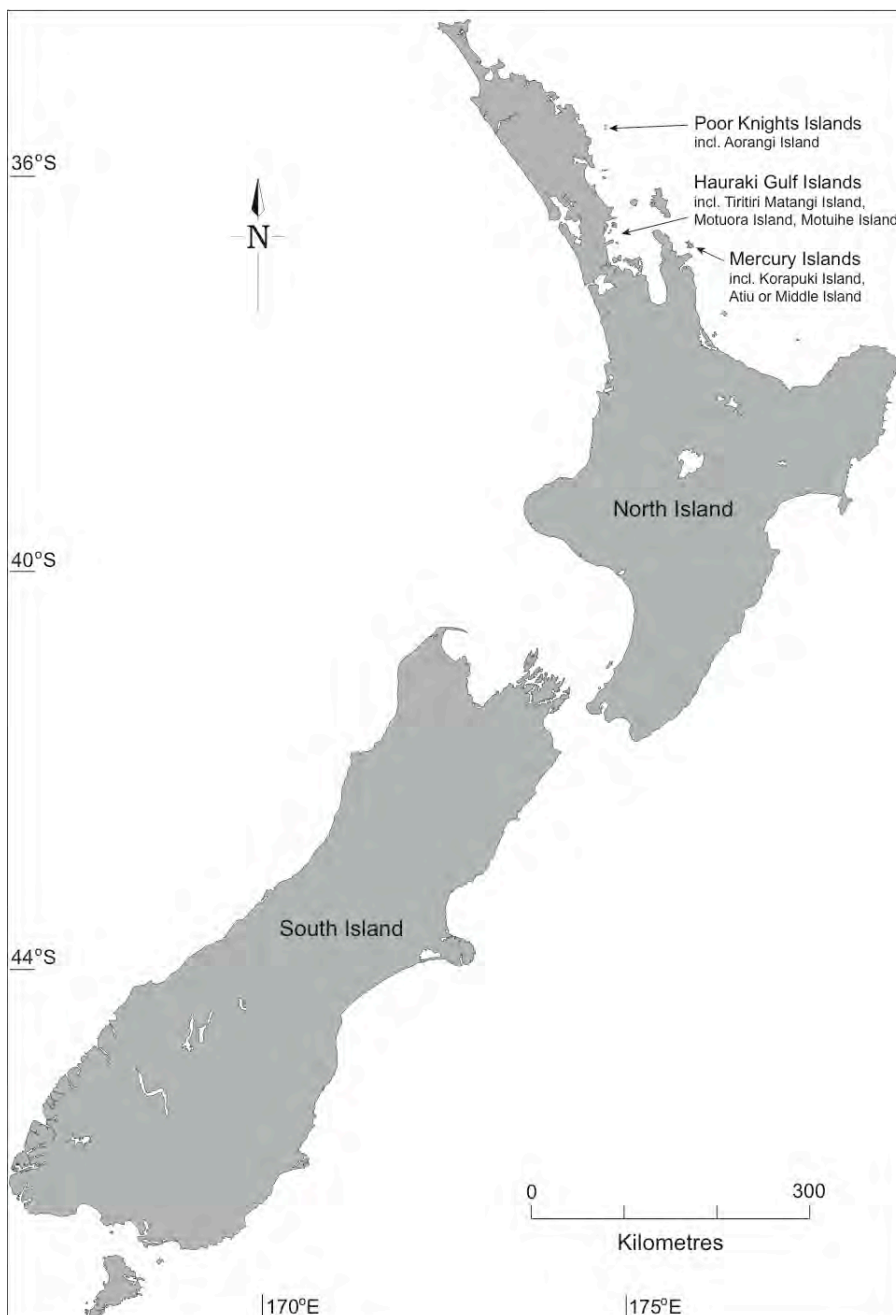 Poor Knights Islands
incl. Aorangi Island
36°S
Hauraki Gulf Islands
incl. Tiritiri Matangi Island,
Motuora Island, Motuihe Island
N
Mercury Islands
incl. Korapuki Island,
Atiu or Middle Island
North Island
40°S
South Island
44°S
0 300
Kilometres
170°E 175°E